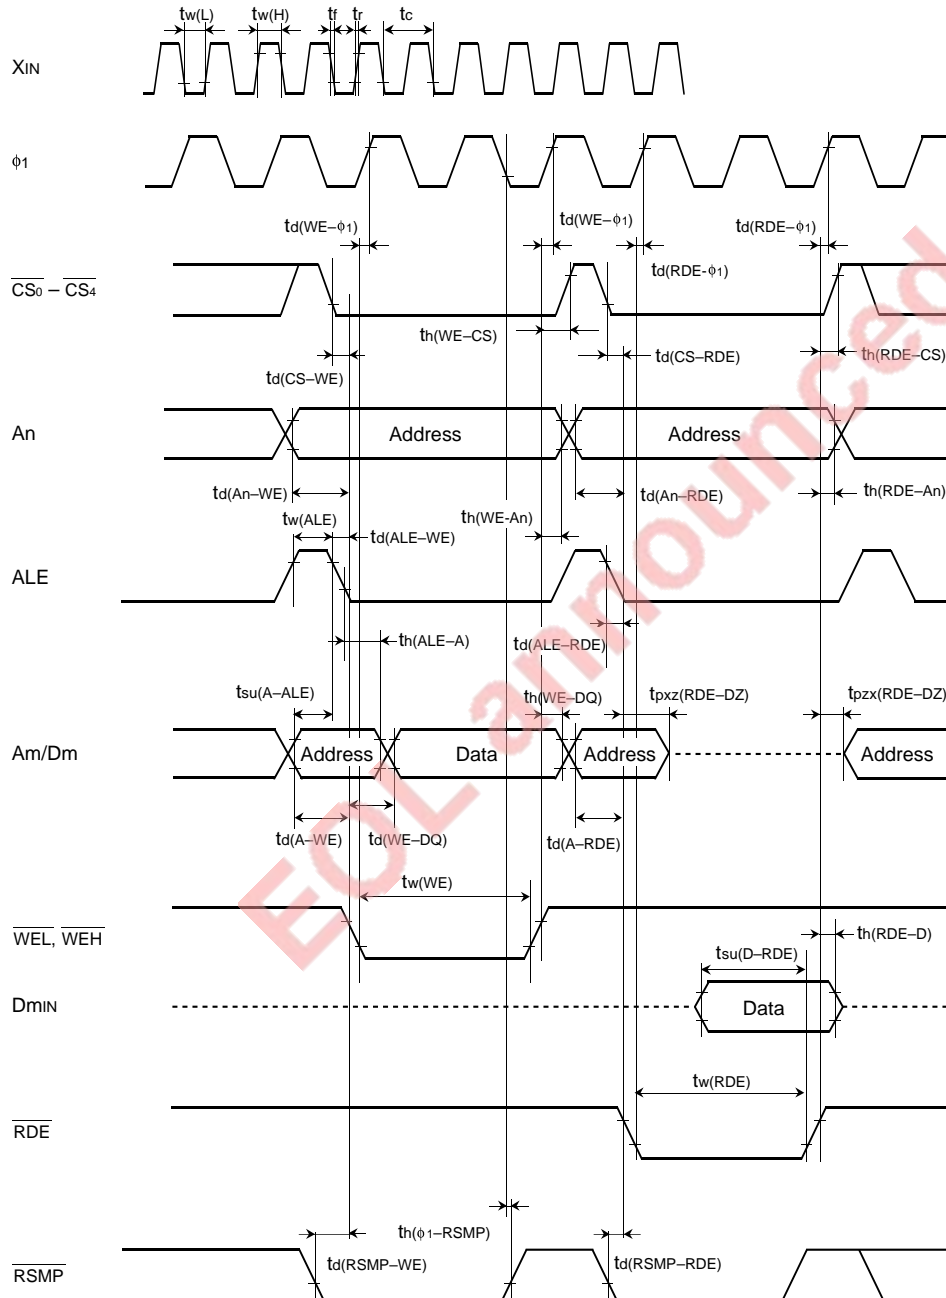 tw(L) tw(H) tf tr tc
XIN
ϕ1
td(WE–ϕ1) td(WE–ϕ1) td(RDE–ϕ1)
td(RDE-ϕ1)
CS0 – CS4
th(WE–CS)
td(CS–WE) td(CS–RDE) th(RDE–CS)
An Address Address
td(An–WE) td(An–RDE) th(RDE–An)
tw(ALE) td(ALE–WE) th(WE-An)
ALE
th(ALE–A) td(ALE–RDE)
tsu(A–ALE) th(WE–DQ) tpxz(RDE–DZ) tpzx(RDE–DZ)
Am/Dm Address Data Address Address
td(A–WE) td(WE–DQ) td(A–RDE)
tw(WE)
WEL, WEH
th(RDE–D)
tsu(D–RDE)
DmIN Data
tw(RDE)
RDE
th(ϕ1–RSMP)
td(RSMP–WE) td(RSMP–RDE)
RSMP
EOL announced